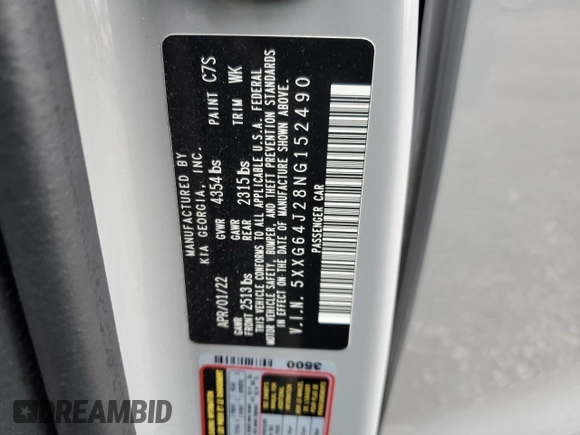 MANUFACTURED BY
KIA GEORGIA, INC.
APR/01/22 GVWR 4354 lbs PAINT C7S
GAWR FRONT 2513 lbs GAWR REAR 2315 lbs TRIM WK
THIS VEHICLE CONFORMS TO ALL APPLICABLE U.S.A. FEDERAL
MOTOR VEHICLE SAFETY, BUMPER, AND THEFT PREVENTION STANDARDS
IN EFFECT ON THE DATE OF MANUFACTURE SHOWN ABOVE.
V.I.N. 5XXG64J28NG152490
PASSENGER CAR
3500
DREAMBID